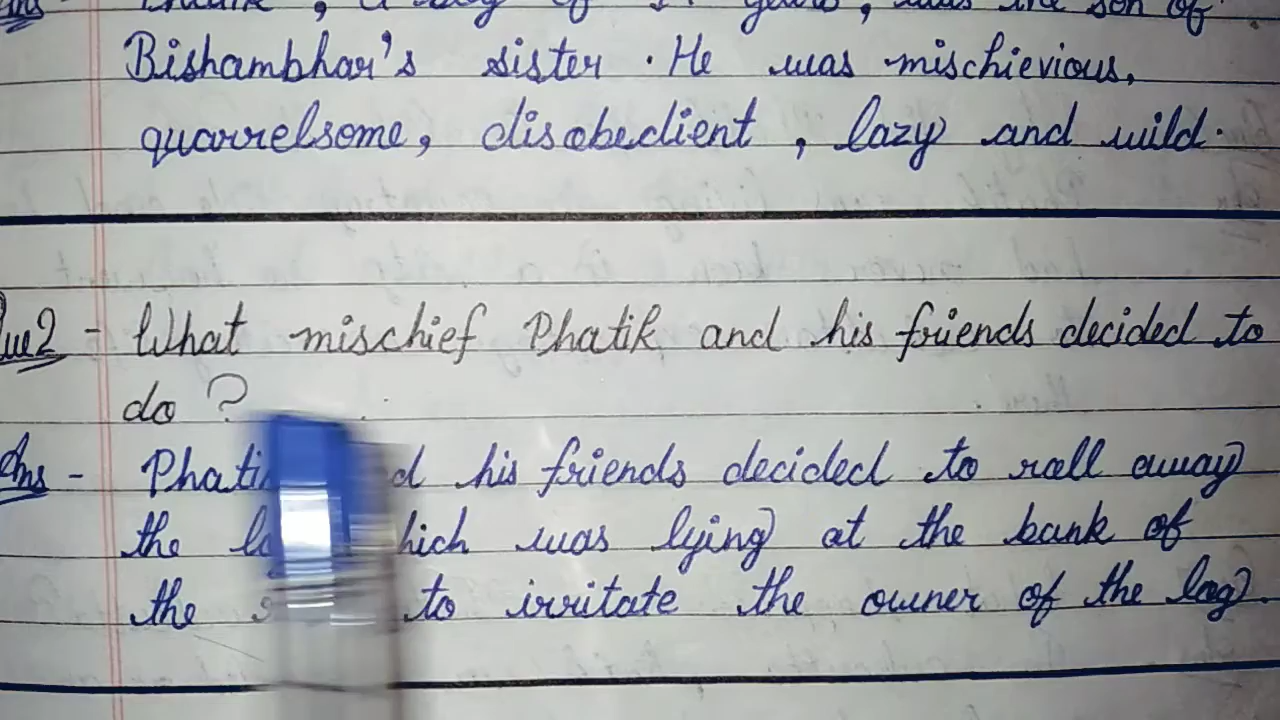 of
Bishambhar's sister. He was mischievious,
quarrelsome, disobedient, lazy and wild.
Que2 - What mischief Phatik and his friends decided to
do?
Ans - his friends decided to roll away
the was lying at the bank of
the to irritate the owner of the log.